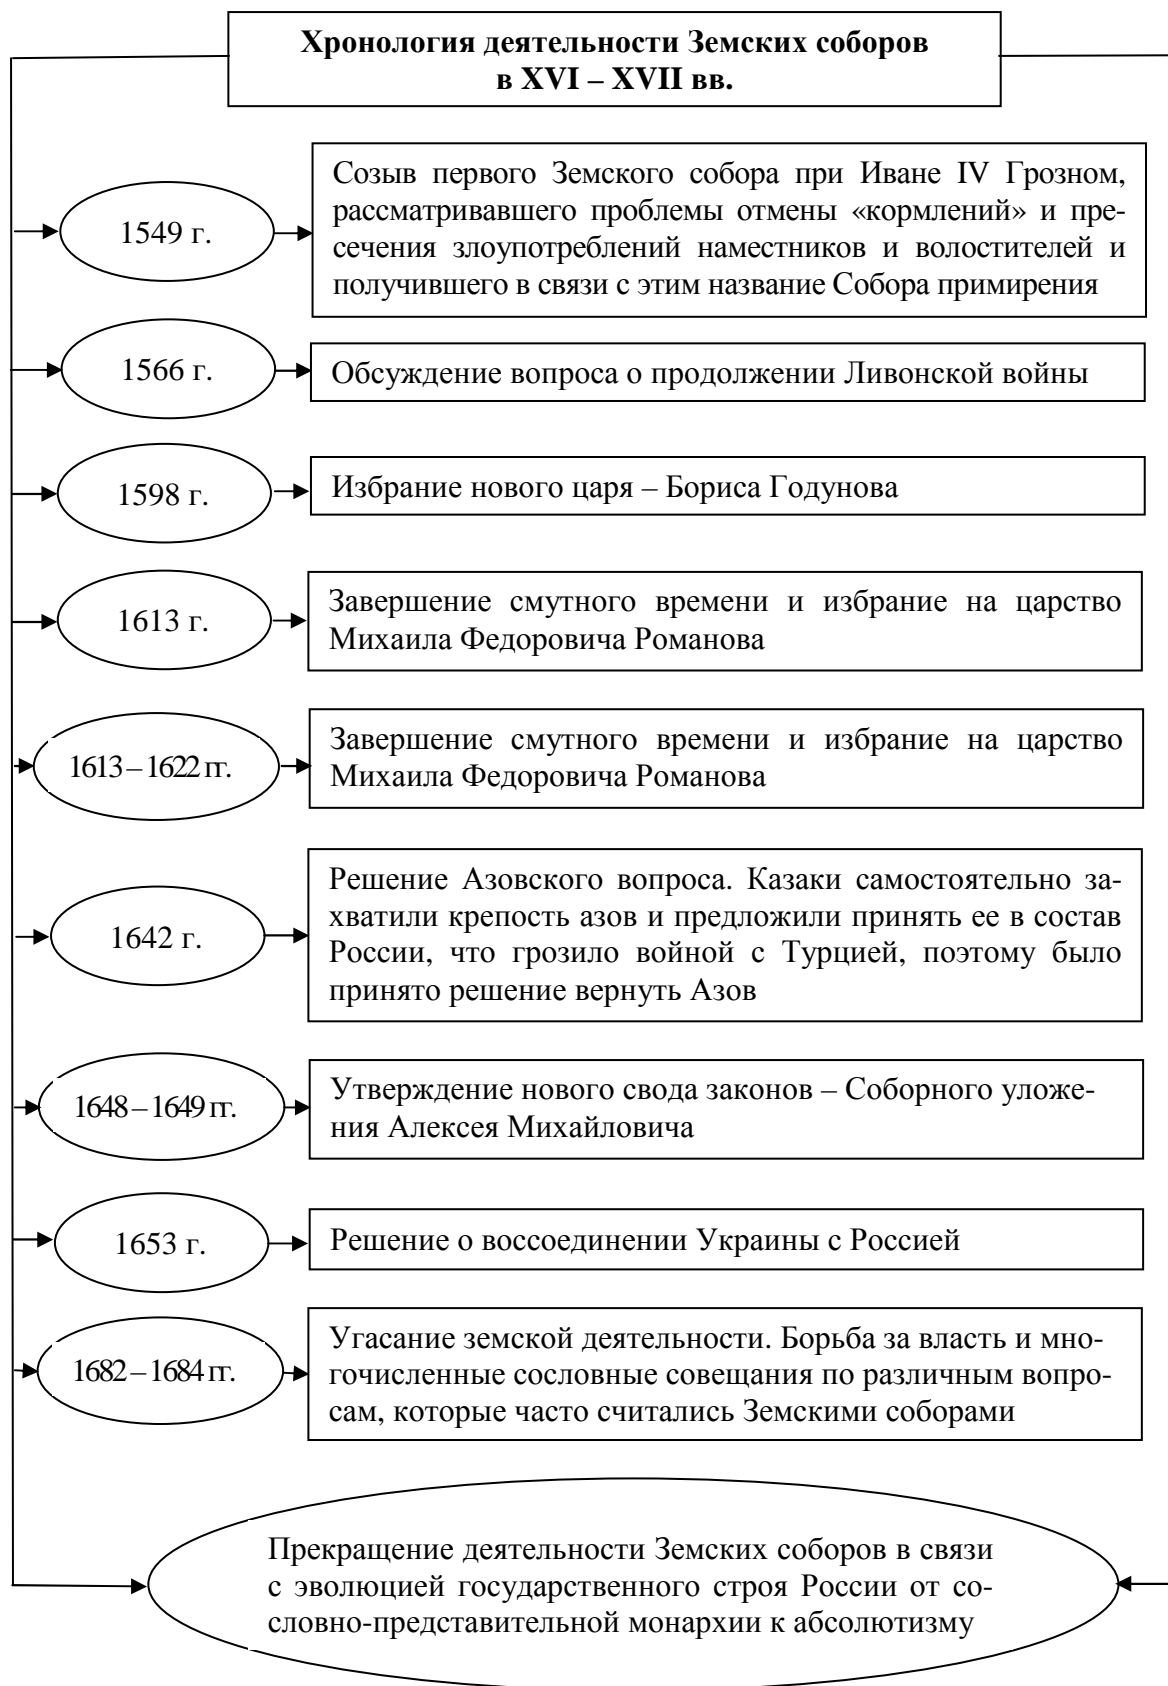 Хронология деятельности Земских соборов
в XVI – XVII вв.
1549 г.
Созыв первого Земского собора при Иване IV Грозном,
рассматривавшего проблемы отмены «кормлений» и пре-
сечения злоупотреблений наместников и волостителей и
получившего в связи с этим название Собора примирения
1566 г.
Обсуждение вопроса о продолжении Ливонской войны
1598 г.
Избрание нового царя – Бориса Годунова
1613 г.
Завершение смутного времени и избрание на царство
Михаила Федоровича Романова
1613 – 1622 гг.
Завершение смутного времени и избрание на царство
Михаила Федоровича Романова
1642 г.
Решение Азовского вопроса. Казаки самостоятельно за-
хватили крепость азов и предложили принять ее в состав
России, что грозило войной с Турцией, поэтому было
принято решение вернуть Азов
1648 – 1649 гг.
Утверждение нового свода законов – Соборного уложе-
ния Алексея Михайловича
1653 г.
Решение о воссоединении Украины с Россией
1682 – 1684 гг.
Угасание земской деятельности. Борьба за власть и мно-
гочисленные сословные совещания по различным вопро-
сам, которые часто считались Земскими соборами
Прекращение деятельности Земских соборов в связи
с эволюцией государственного строя России от со-
словно-представительной монархии к абсолютизму